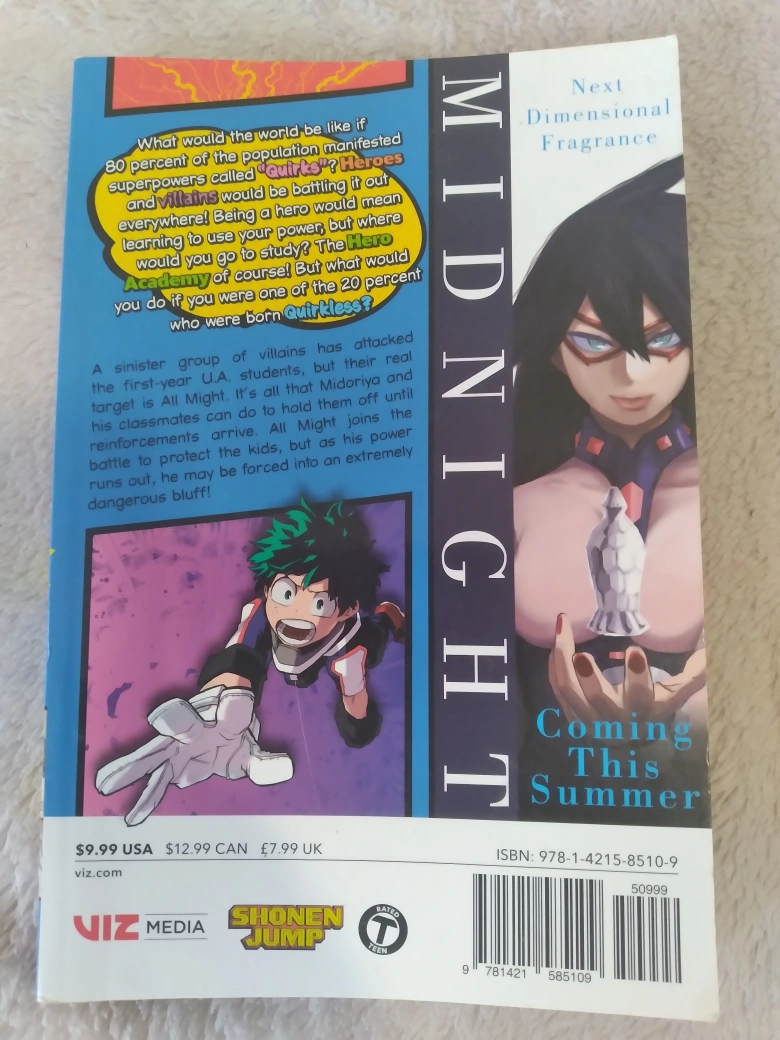 What would the world be like if
80 percent of the population manifested
superpowers called "Quirks"? Heroes
and villains would be battling it out
everywhere! Being a hero would mean
learning to use your power, but where
would you go to study? The Hero
Academy of course! But what would
you do if you were one of the 20 percent
who were born Quirkless?
A sinister group of villains has attacked
the first-year U.A. students, but their real
target is All Might. It's all that Midoriya and
his classmates can do to hold them off until
reinforcements arrive. All Might joins the
battle to protect the kids, but as his power
runs out, he may be forced into an extremely
dangerous bluff!
MIDNIGHT
Next
Dimensional
Fragrance
Coming
This
Summer
$9.99 USA $12.99 CAN £7.99 UK
viz.com
VIZ MEDIA
SHONEN
JUMP
RATED
T
TEEN
ISBN: 978-1-4215-8510-9
50999
9 781421 585109